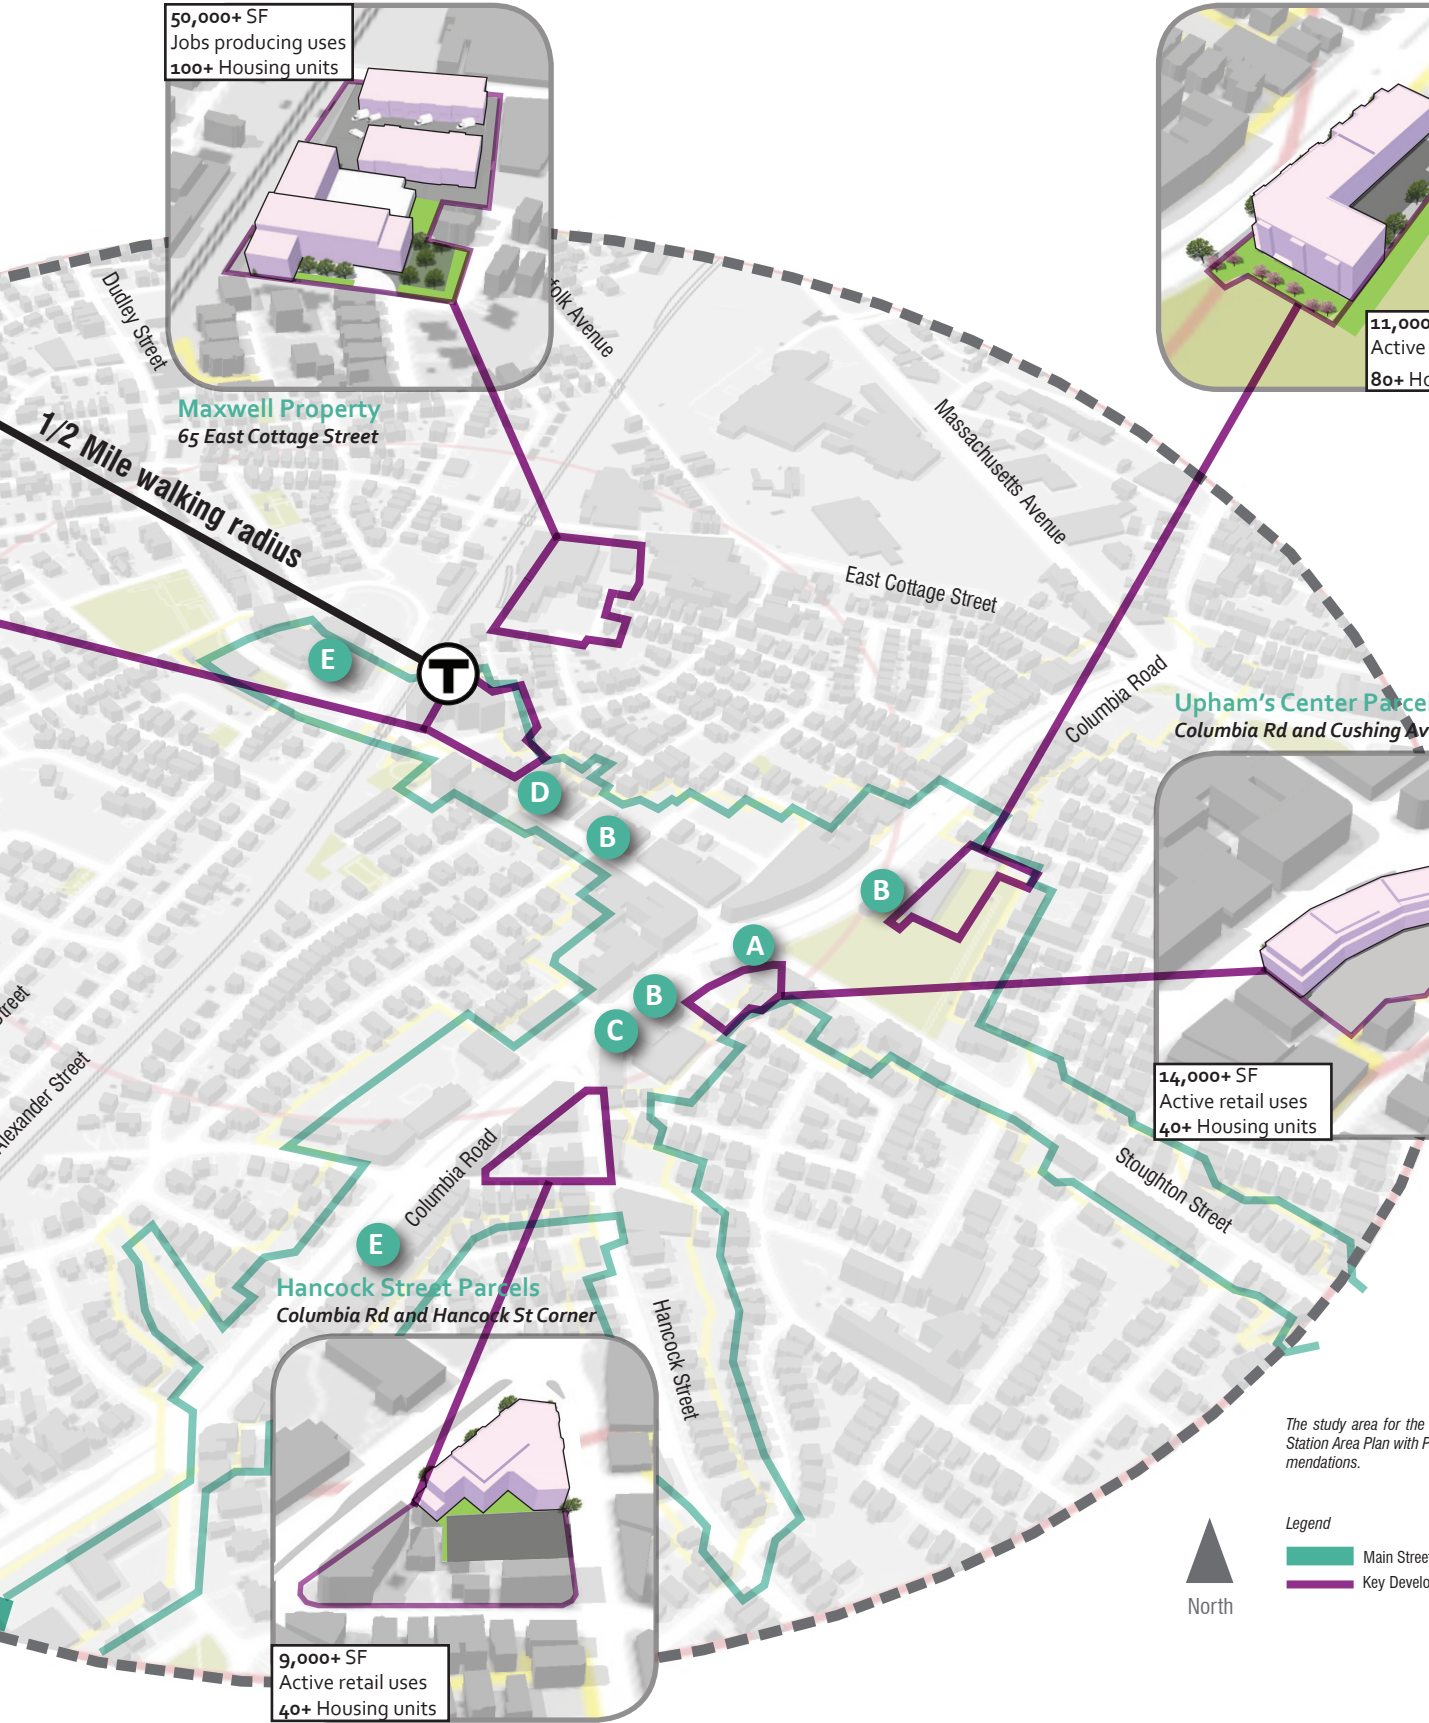 50,000+ SF
Jobs producing uses
100+ Housing units
11,000
Active
80+
Dudley Street
folk Avenue
Maxwell Property
65 East Cottage Street
1/2 Mile walking radius
Massachusetts Avenue
East Cottage Street
E
T
Columbia Road
Upham's Center Parcel
Columbia Rd and Cushing Av
D
B
B
A
B
C
Street
Alexander Street
14,000+ SF
Active retail uses
40+ Housing units
Columbia Road
Stoughton Street
E
Hancock Street Parcels
Columbia Rd and Hancock St Corner
Hancock Street
The study area for the
Station Area Plan with
mendations.
Legend
Main Street
Key Develo
North
9,000+ SF
Active retail uses
40+ Housing units